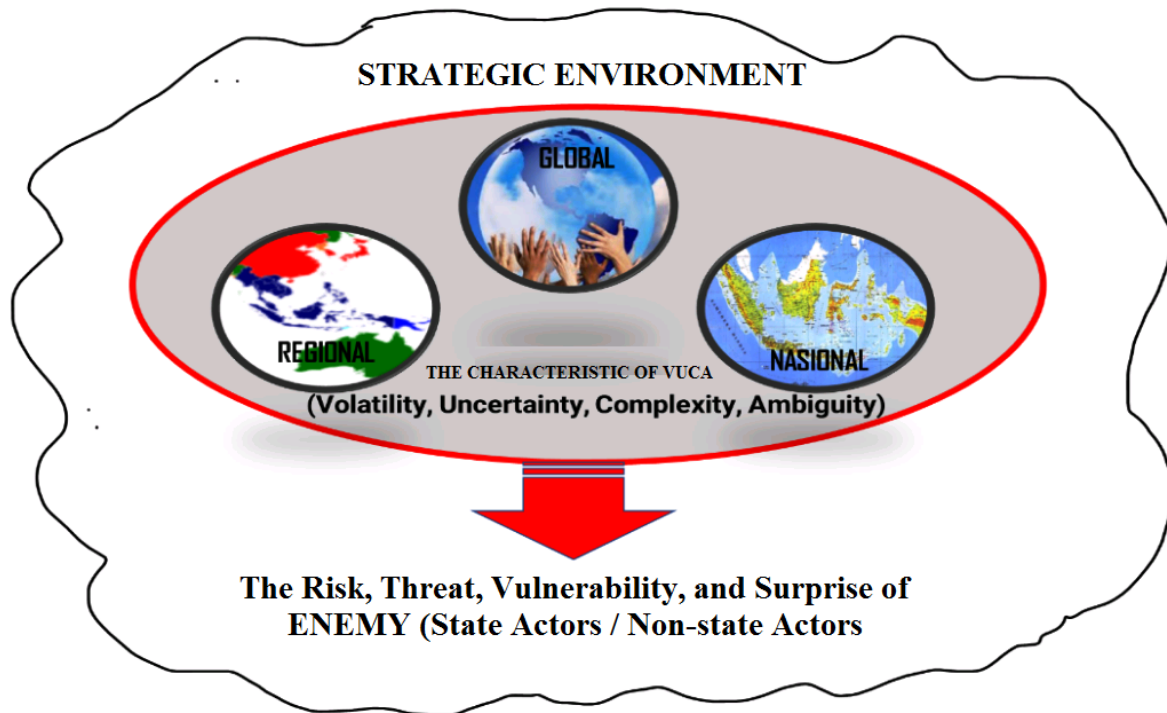 STRATEGIC ENVIRONMENT
GLOBAL
REGIONAL
NASIONAL
THE CHARACTERISTIC OF VUCA
(Volatility, Uncertainty, Complexity, Ambiguity)
The Risk, Threat, Vulnerability, and Surprise of
ENEMY (State Actors / Non-state Actors